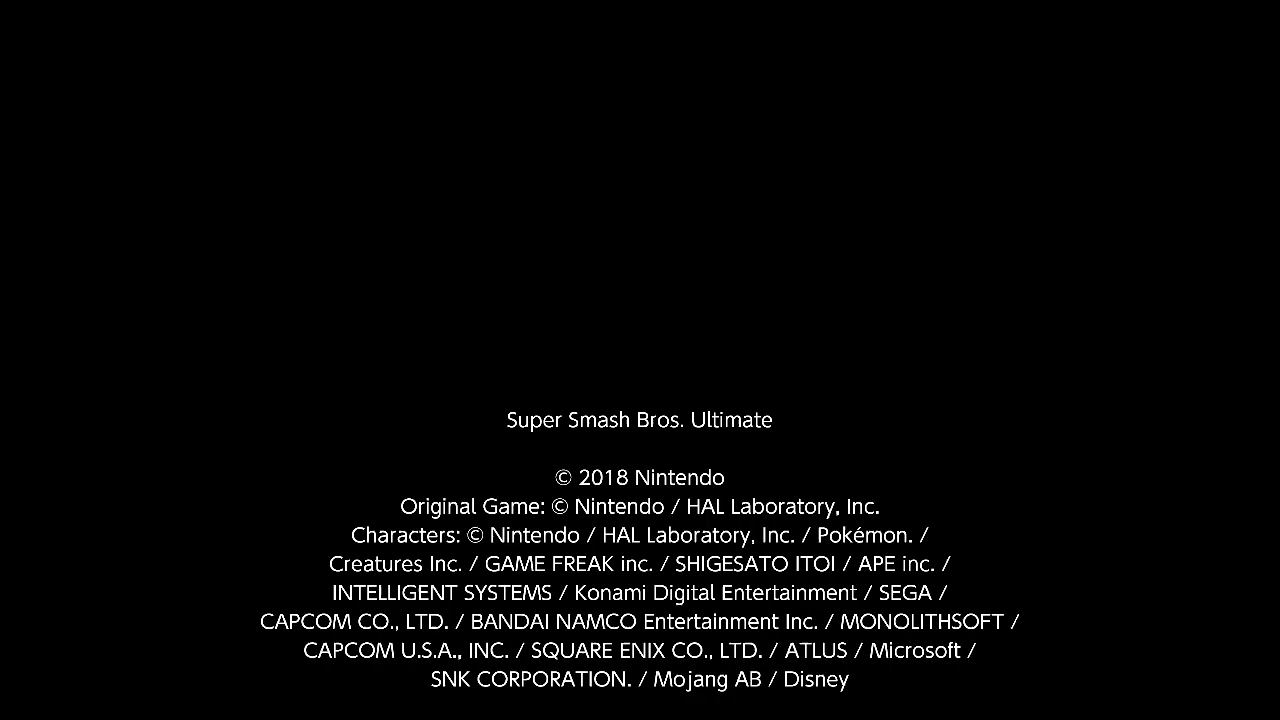 Super Smash Bros. Ultimate
© 2018 Nintendo
Original Game: © Nintendo / HAL Laboratory, Inc.
Characters: © Nintendo / HAL Laboratory, Inc. / Pokémon. /
Creatures Inc. / GAME FREAK inc. / SHIGESATO ITOI / APE inc. /
INTELLIGENT SYSTEMS / Konami Digital Entertainment / SEGA /
CAPCOM CO., LTD. / BANDAI NAMCO Entertainment Inc. / MONOLITHSOFT /
CAPCOM U.S.A., INC. / SQUARE ENIX CO., LTD. / ATLUS / Microsoft /
SNK CORPORATION. / Mojang AB / Disney